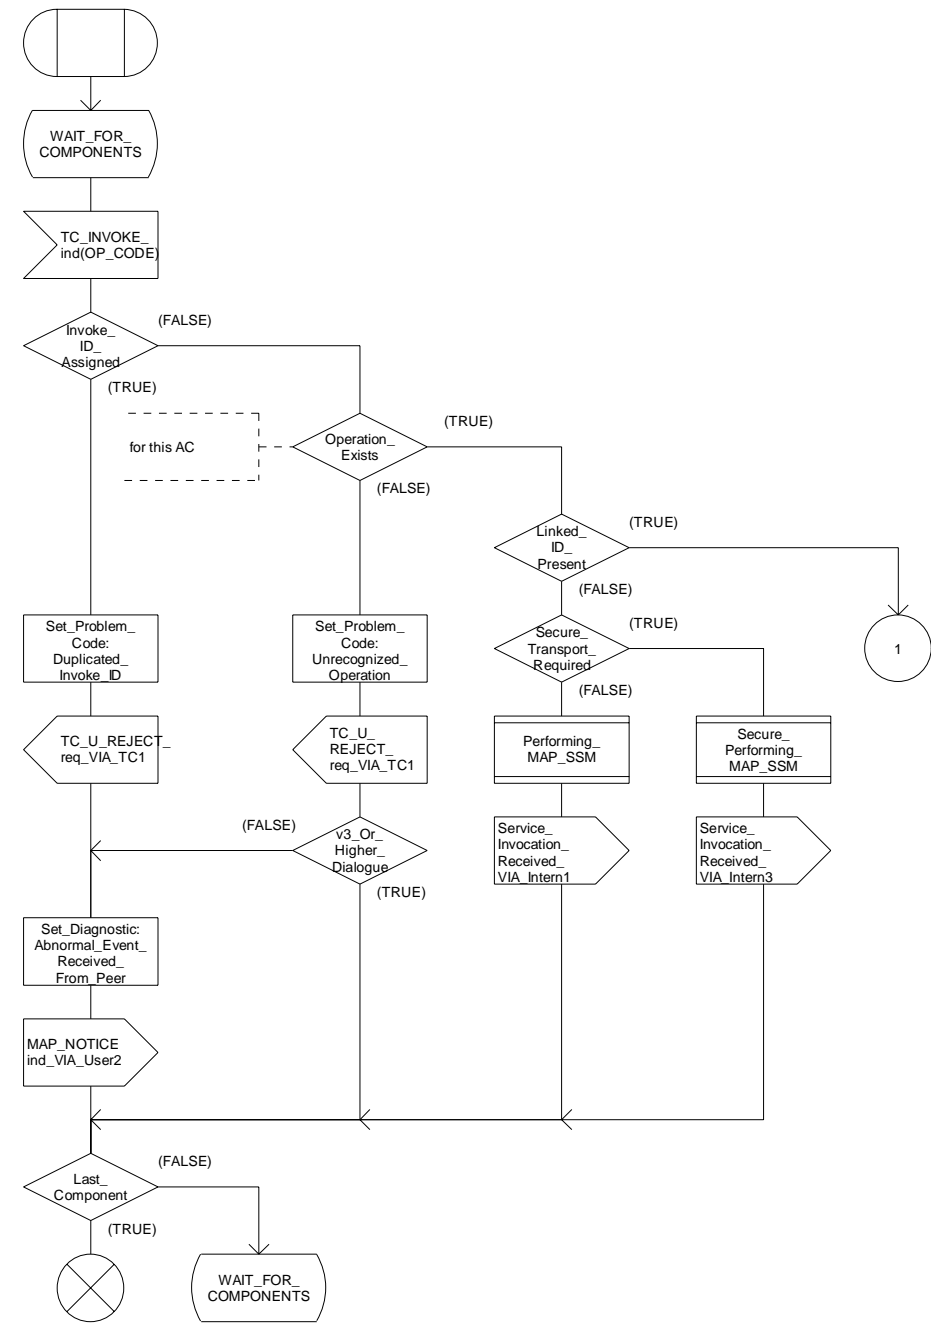 WAIT_FOR_
COMPONENTS
TC_INVOKE_
ind(OP_CODE)
Invoke_
ID_
Assigned
(FALSE)
(TRUE)
for this AC
Operation_
Exists
(TRUE)
(FALSE)
Linked_
ID_
Present
(TRUE)
(FALSE)
Set_Problem_
Code:
Duplicated_
Invoke_ID
Set_Problem_
Code:
Unrecognized_
Operation
Secure_
Transport_
Required
(TRUE)
(FALSE)
1
TC_U_REJECT_
req_VIA_TC1
TC_U_
REJECT_
req_VIA_TC1
Performing_
MAP_SSM
Secure_
Performing_
MAP_SSM
(FALSE)
v3_Or_
Higher_
Dialogue
(TRUE)
Service_
Invocation_
Received_
VIA_Intern1
Service_
Invocation_
Received_
VIA_Intern3
Set_Diagnostic:
Abnormal_Event_
Received_
From_Peer
MAP_NOTICE
ind_VIA_User2
Last_
Component
(FALSE)
(TRUE)
WAIT_FOR_
COMPONENTS